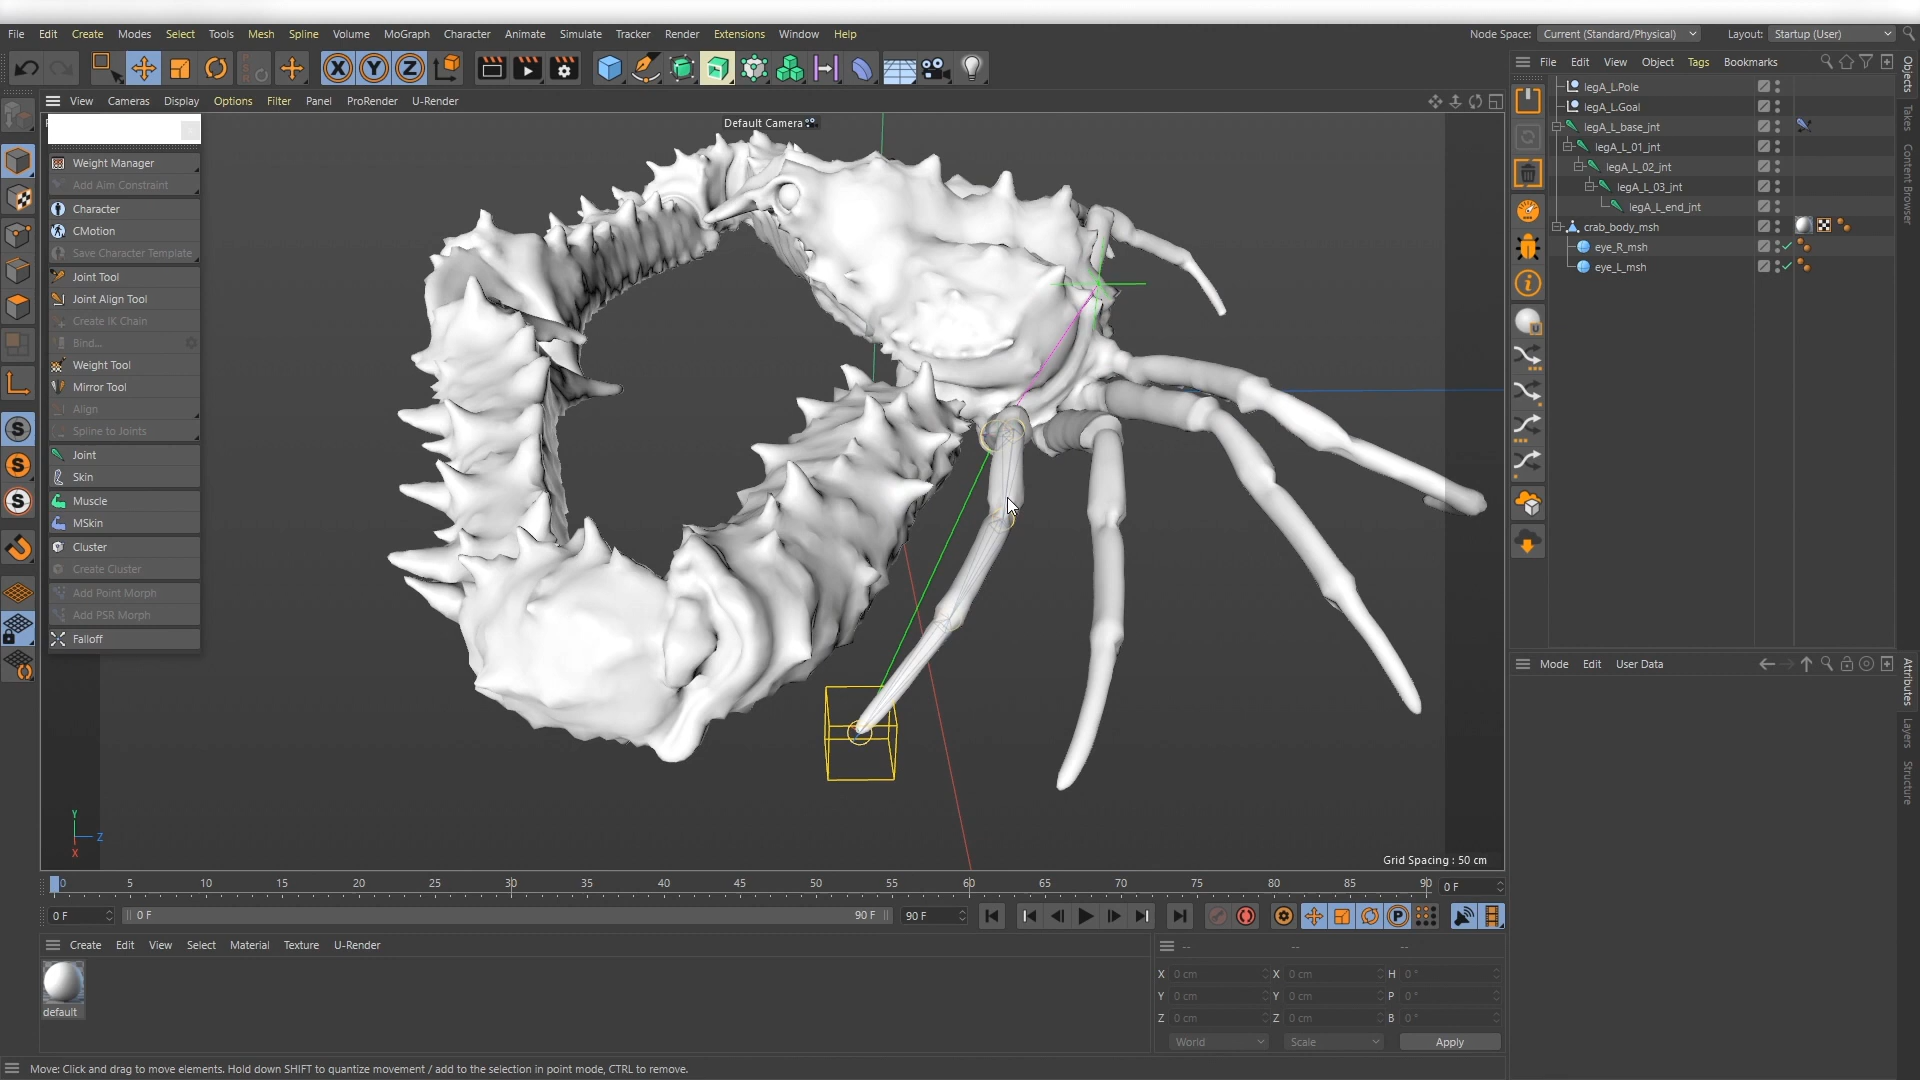 File Edit Create Modes Select Tools Mesh Spline Volume MoGraph Character Animate Simulate Tracker Render Extensions Window Help
Node Space: Current (Standard/Physical) Layout: Startup (User)
View Cameras Display Options Filter Panel ProRender U-Render
Default Camera
Weight Manager
Add Aim Constraint
Character
CMotion
Save Character Template
Joint Tool
Joint Align Tool
Create IK Chain
Bind...
Weight Tool
Mirror Tool
Align
Spline to Joints
Joint
Skin
Muscle
MSkin
Cluster
Create Cluster
Add Point Morph
Add PSR Morph
Falloff
Y
Z
X
Grid Spacing : 50 cm
File Edit View Object Tags Bookmarks
legA_L.Pole
legA_L.Goal
legA_L_base_jnt
legA_L_01_jnt
legA_L_02_jnt
legA_L_03_jnt
legA_L_end_jnt
crab_body_msh
eye_R_msh
eye_L_msh
Objects
Takes
Content Browser
Mode Edit User Data
Attributes
Layers
Structure
0 5 10 15 20 25 30 35 40 45 50 55 60 65 70 75 80 85 90 0 F
0 F 0 F 90 F 90 F
Create Edit View Select Material Texture U-Render
default
-- -- --
X 0 cm X 0 cm H 0 °
Y 0 cm Y 0 cm P 0 °
Z 0 cm Z 0 cm B 0 °
World Scale Apply
Move: Click and drag to move elements. Hold down SHIFT to quantize movement / add to the selection in point mode, CTRL to remove.